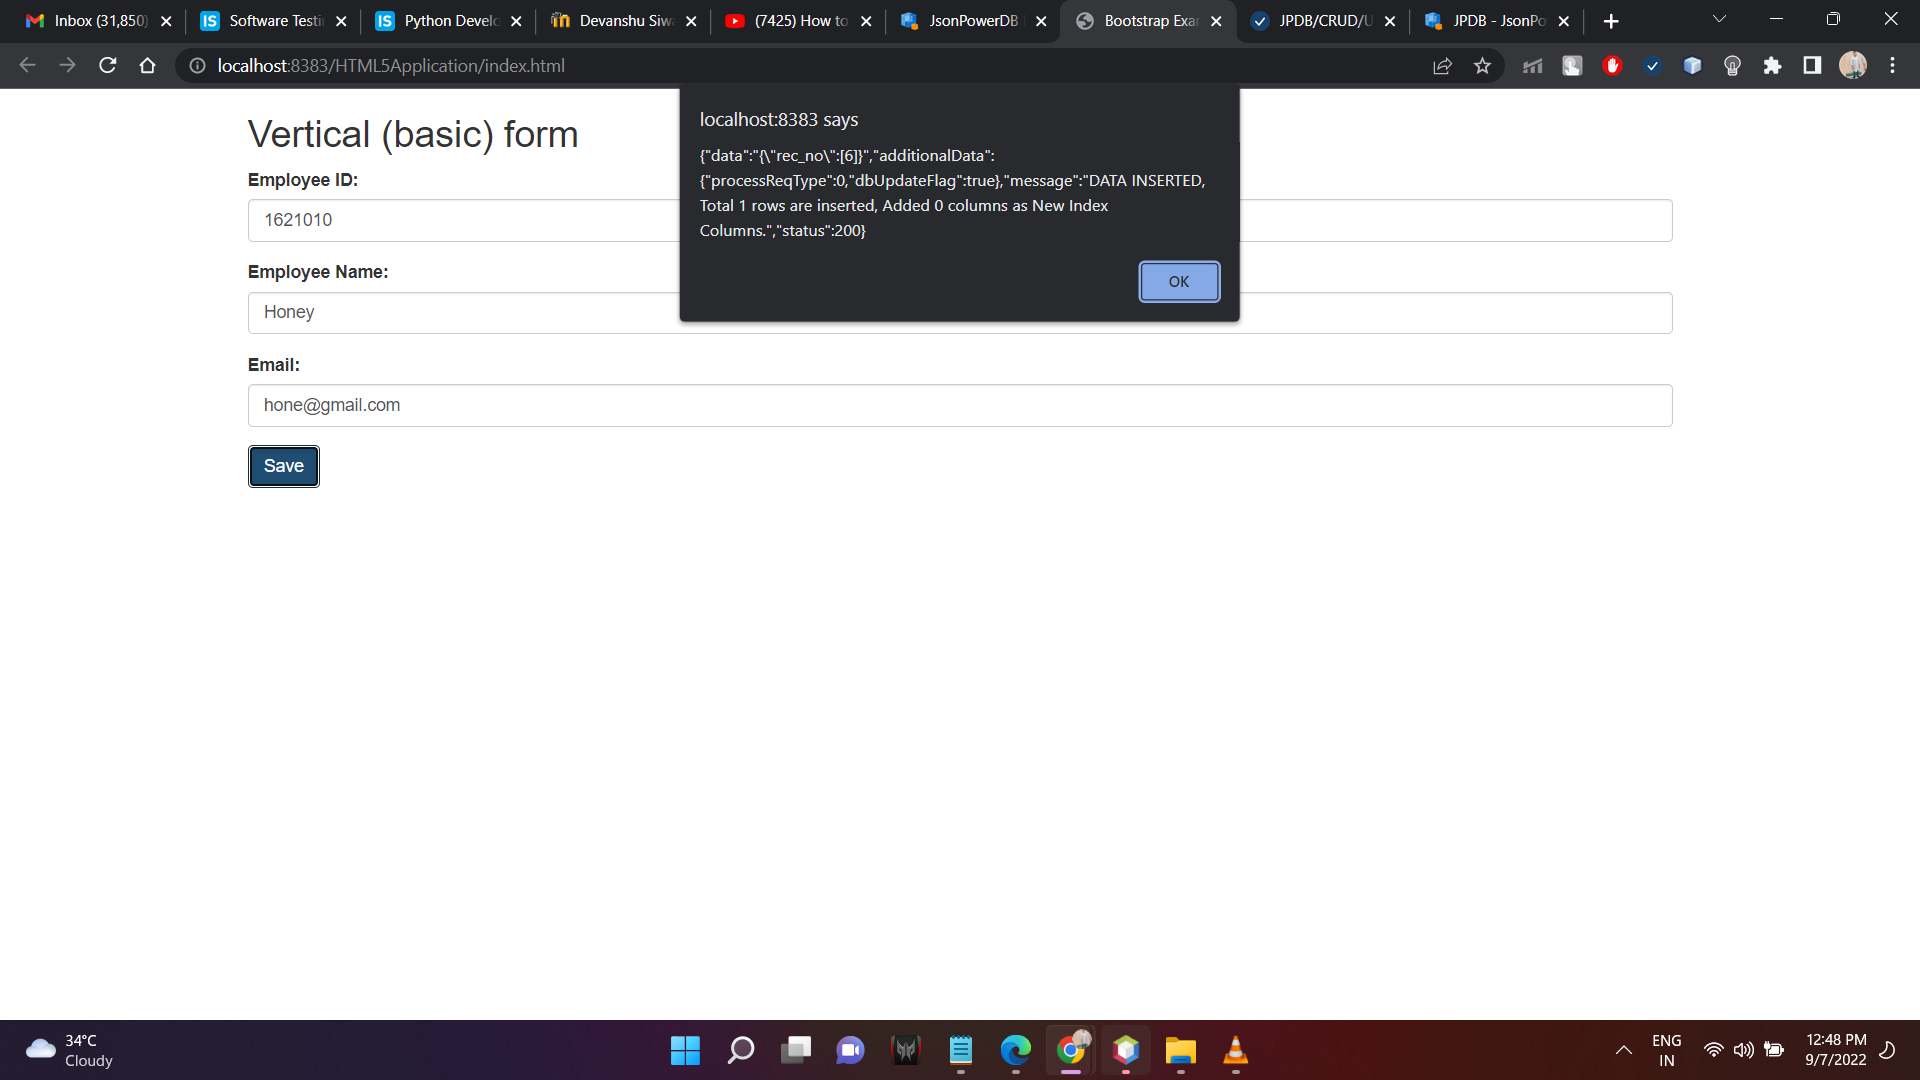 Inbox (31,850)
Software Testi
Python Develo
Devanshu Siwa
(7425) How to
JsonPowerDB
Bootstrap Exa
JPDB/CRUD/U
JPDB - JsonPo
localhost:8383/HTML5Application/index.html
localhost:8383 says
{"data":"{\"rec_no\":[6]}","additionalData":
{"processReqType":0,"dbUpdateFlag":true},"message":"DATA INSERTED,
Total 1 rows are inserted, Added 0 columns as New Index
Columns.","status":200}
OK
Vertical (basic) form
Employee ID:
1621010
Employee Name:
Honey
Email:
hone@gmail.com
Save
34°C
Cloudy
ENG
IN
12:48 PM
9/7/2022